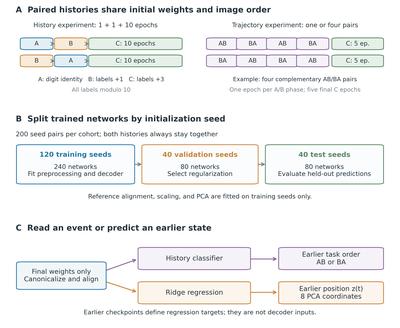 A Paired histories share initial weights and image order
History experiment: 1 + 1 + 10 epochs
Trajectory experiment: one or four pairs
A B C: 10 epochs
AB AB AB AB C: 5 ep.
B A C: 10 epochs
BA BA BA BA C: 5 ep.
A: digit identity B: labels +1 C: labels +3
Example: four complementary AB/BA pairs
All labels modulo 10
One epoch per A/B phase; five final C epochs
B Split trained networks by initialization seed
200 seed pairs per cohort; both histories always stay together
120 training seeds
240 networks
Fit preprocessing and decoder
40 validation seeds
80 networks
Select regularization
40 test seeds
80 networks
Evaluate held-out predictions
Reference alignment, scaling, and PCA are fitted on training seeds only.
C Read an event or predict an earlier state
Final weights only
Canonicalize and align
History classifier
Earlier task order
AB or BA
Ridge regression
Earlier position z(t)
8 PCA coordinates
Earlier checkpoints define regression targets; they are not decoder inputs.